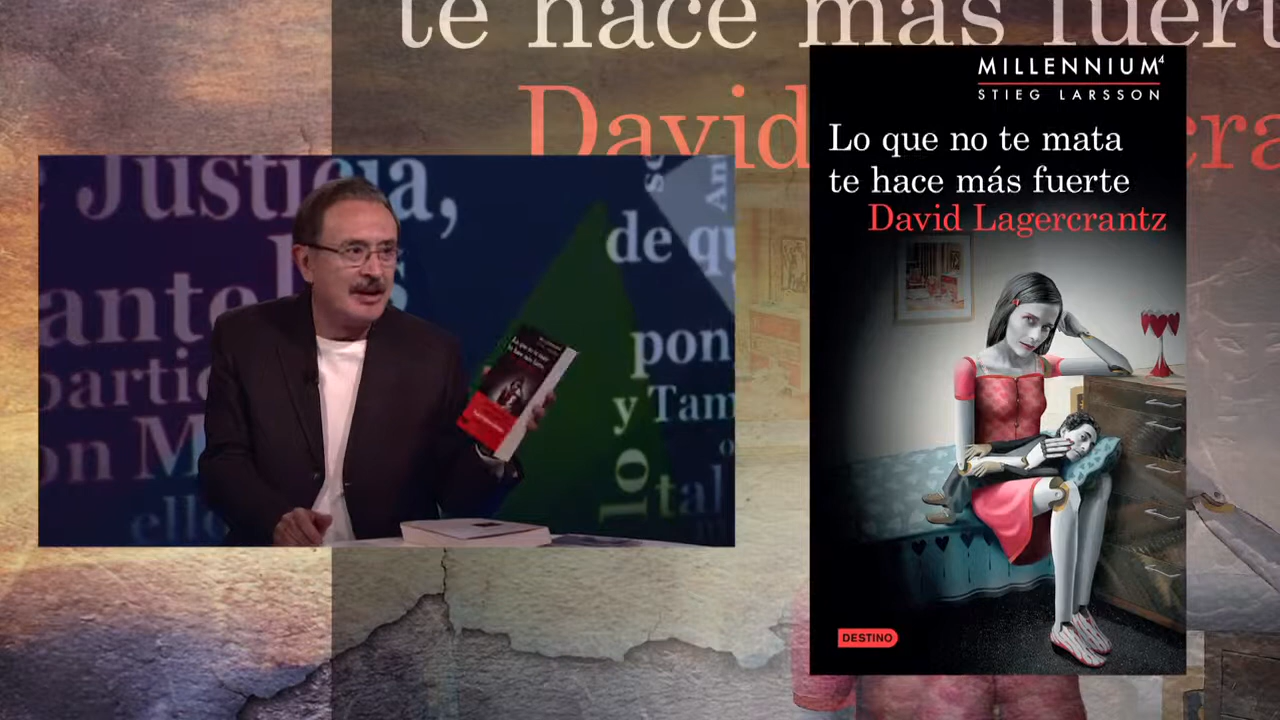 te hace más fuert
David
cra
MILLENNIUM4
STIEG LARSSON
Lo que no te mata
te hace más fuerte
David Lagercrantz
DESTINO
Justicia,
de qu
ante
partic
pon
y Tam
on M
lo
tal
ello